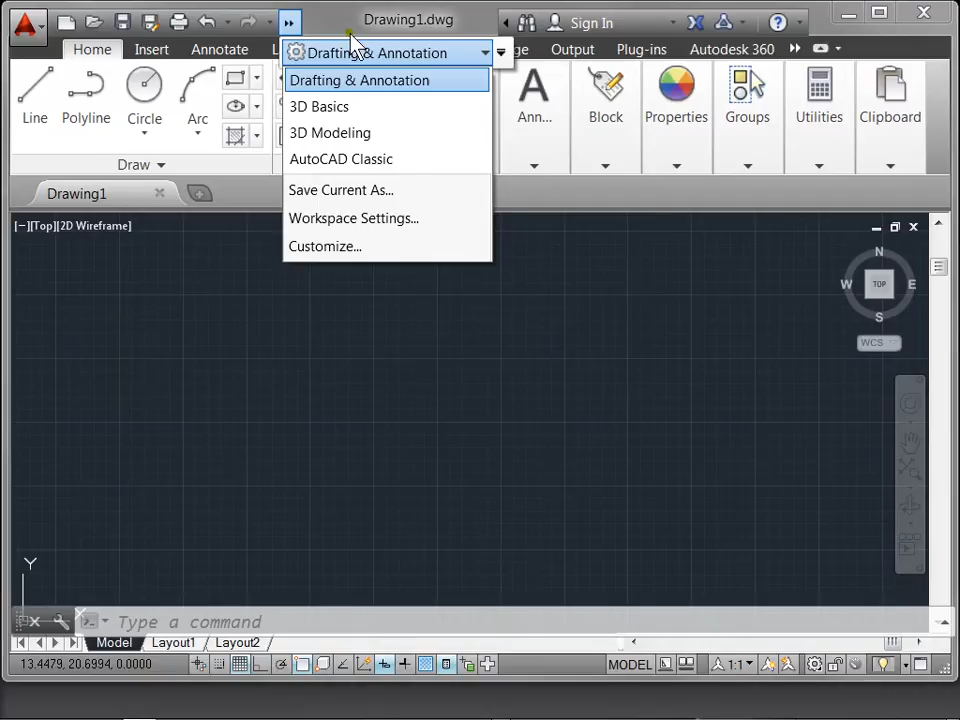 Drawing1.dwg
Sign In
Home Insert Annotate L ge Output Plug-ins Autodesk 360
Drafting & Annotation
Drafting & Annotation
3D Basics
3D Modeling
AutoCAD Classic
Save Current As...
Workspace Settings...
Customize...
Line Polyline Circle Arc Ann... Block Properties Groups Utilities Clipboard
Draw
Drawing1
[−][Top][2D Wireframe]
N
W TOP E
S
WCS
Y
Type a command
Model Layout1 Layout2
13.4479, 20.6994, 0.0000 MODEL 1:1